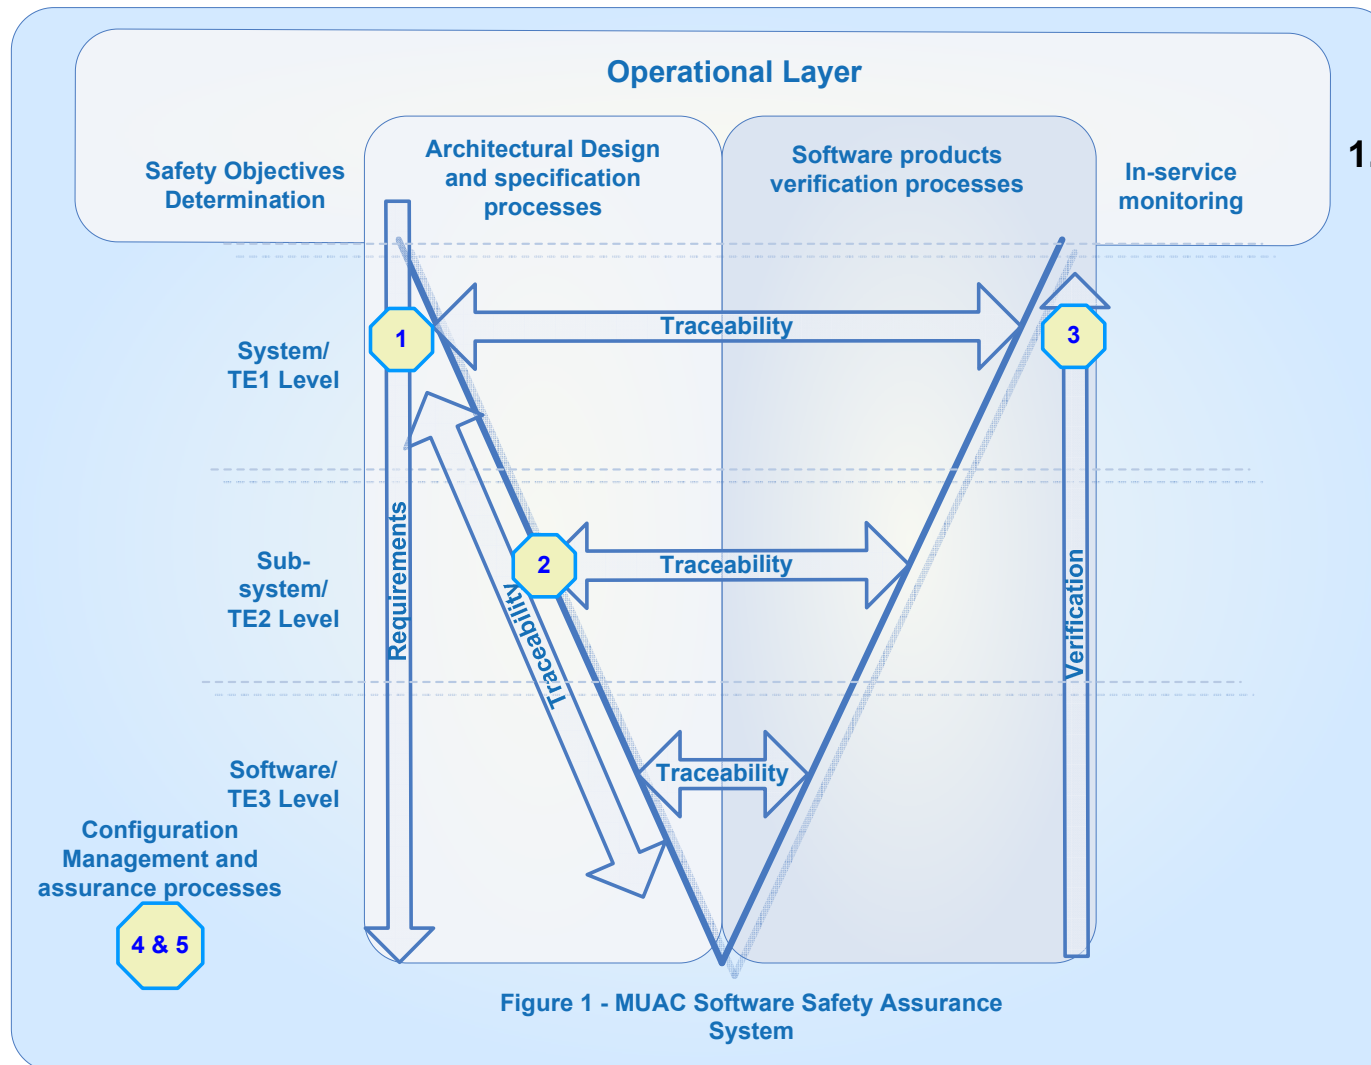 Operational Layer
Safety Objectives
Determination
Architectural Design
and specification
processes
Software products
verification processes
In-service
monitoring
1.
System/
TE1 Level
1
Traceability
3
Requirements
Sub-
system/
TE2 Level
2
Traceability
Traceability
Verification
Software/
TE3 Level
Traceability
Configuration
Management and
assurance processes
4 & 5
Figure 1 - MUAC Software Safety Assurance
System